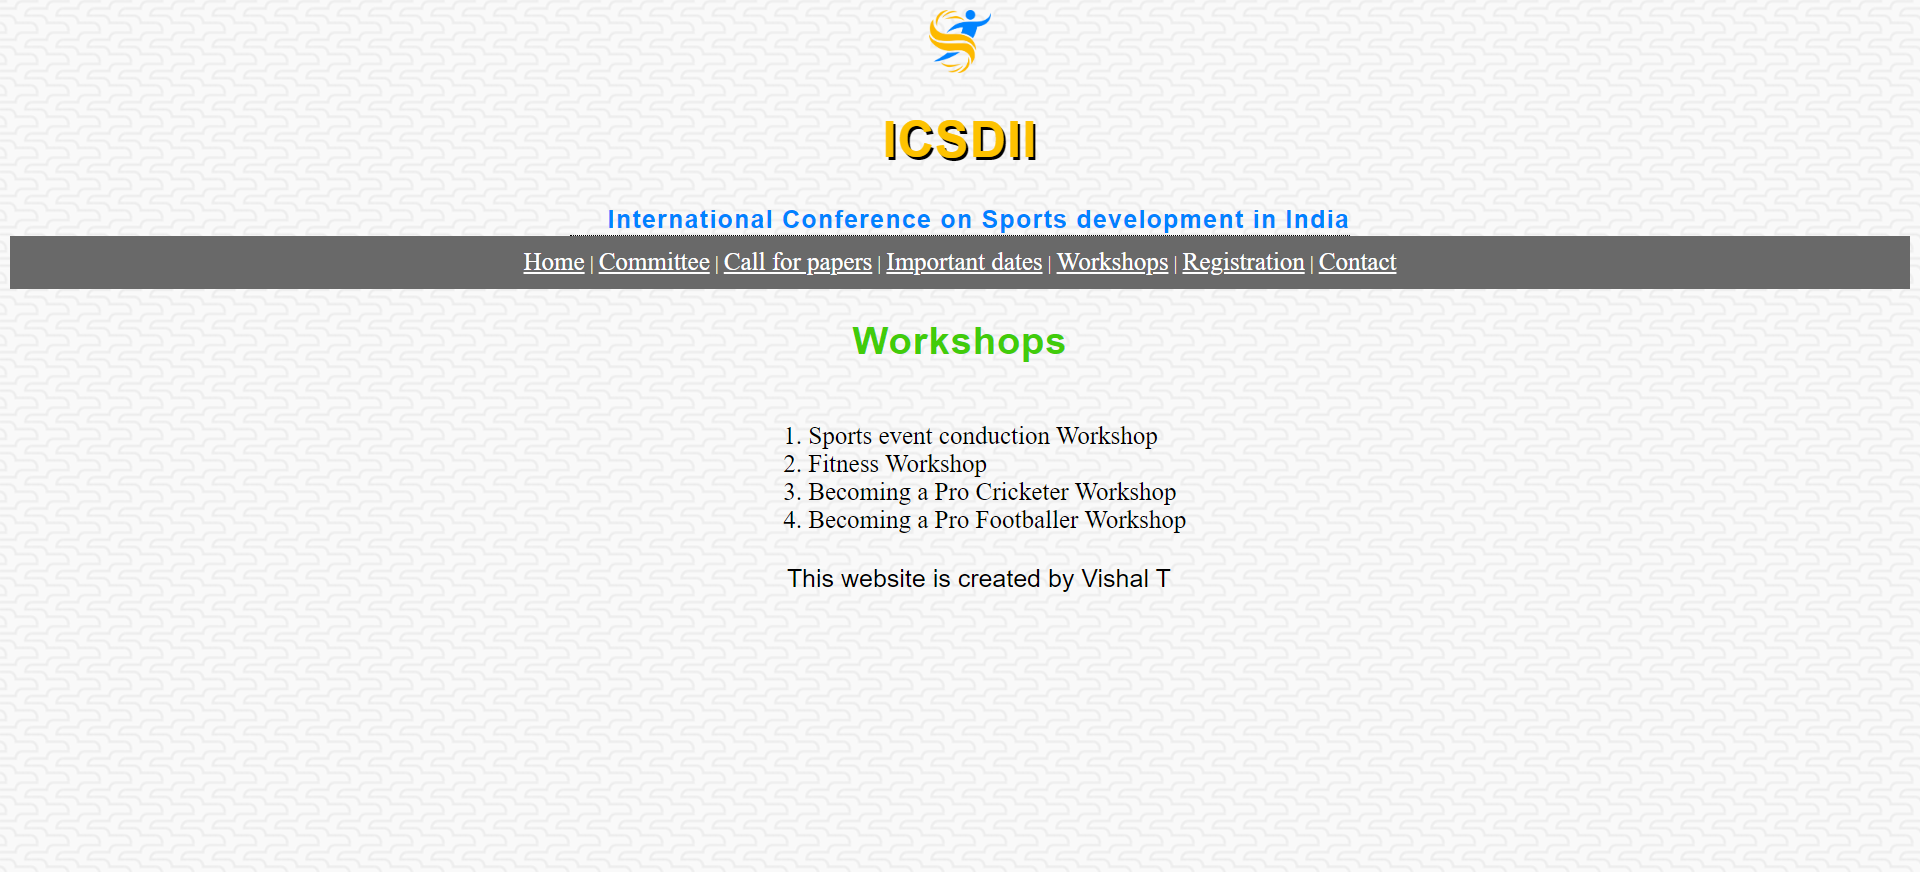 ICSDII
International Conference on Sports development in India
Home | Committee | Call for papers | Important dates | Workshops | Registration | Contact
Workshops
1. Sports event conduction Workshop
2. Fitness Workshop
3. Becoming a Pro Cricketer Workshop
4. Becoming a Pro Footballer Workshop
This website is created by Vishal T